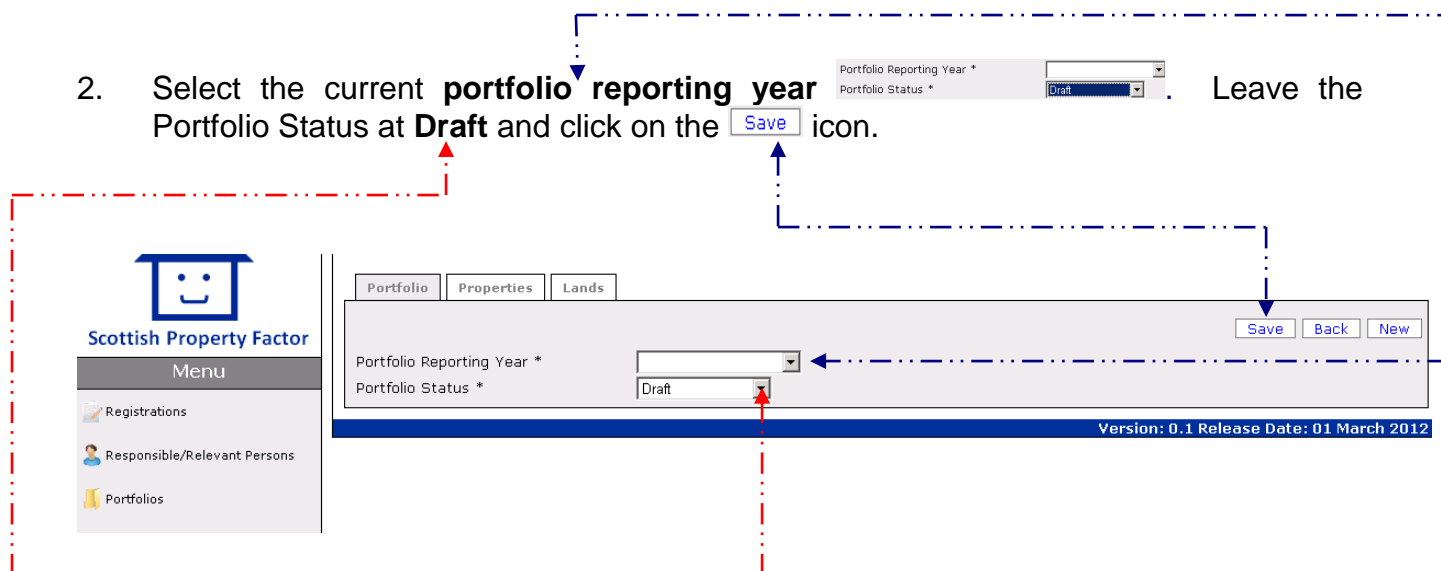 2. Select the current portfolio reporting year Portfolio Reporting Year * Portfolio Status * Draft . Leave the
Portfolio Status at Draft and click on the Save icon.
Portfolio Properties Lands
Scottish Property Factor
Save Back New
Menu
Portfolio Reporting Year *
Portfolio Status * Draft
Registrations
Version: 0.1 Release Date: 01 March 2012
Responsible/Relevant Persons
Portfolios